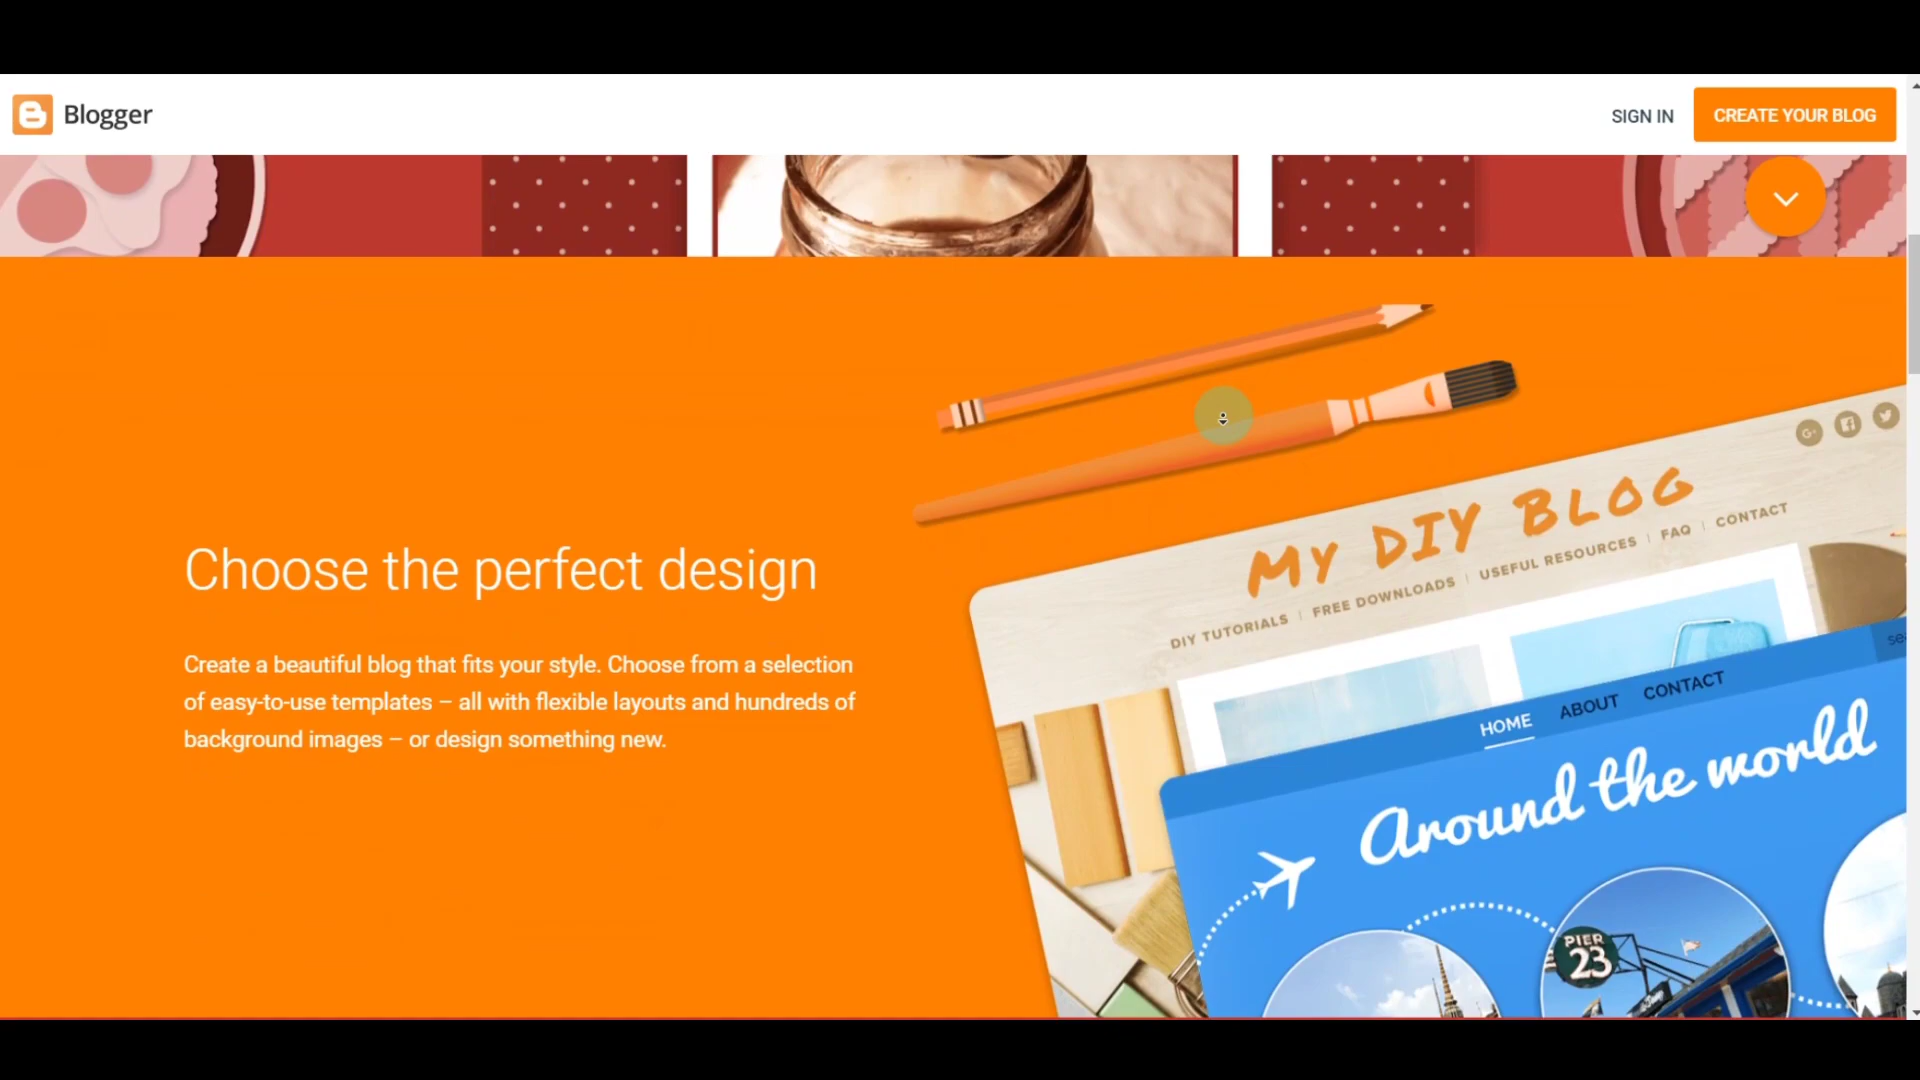 Blogger
SIGN IN
CREATE YOUR BLOG
MY DIY BLOG
DIY TUTORIALS | FREE DOWNLOADS | USEFUL RESOURCES | FAQ | CONTACT
Choose the perfect design
Create a beautiful blog that fits your style. Choose from a selection
of easy-to-use templates – all with flexible layouts and hundreds of
background images – or design something new.
HOME ABOUT CONTACT
Around the world
PIER
23